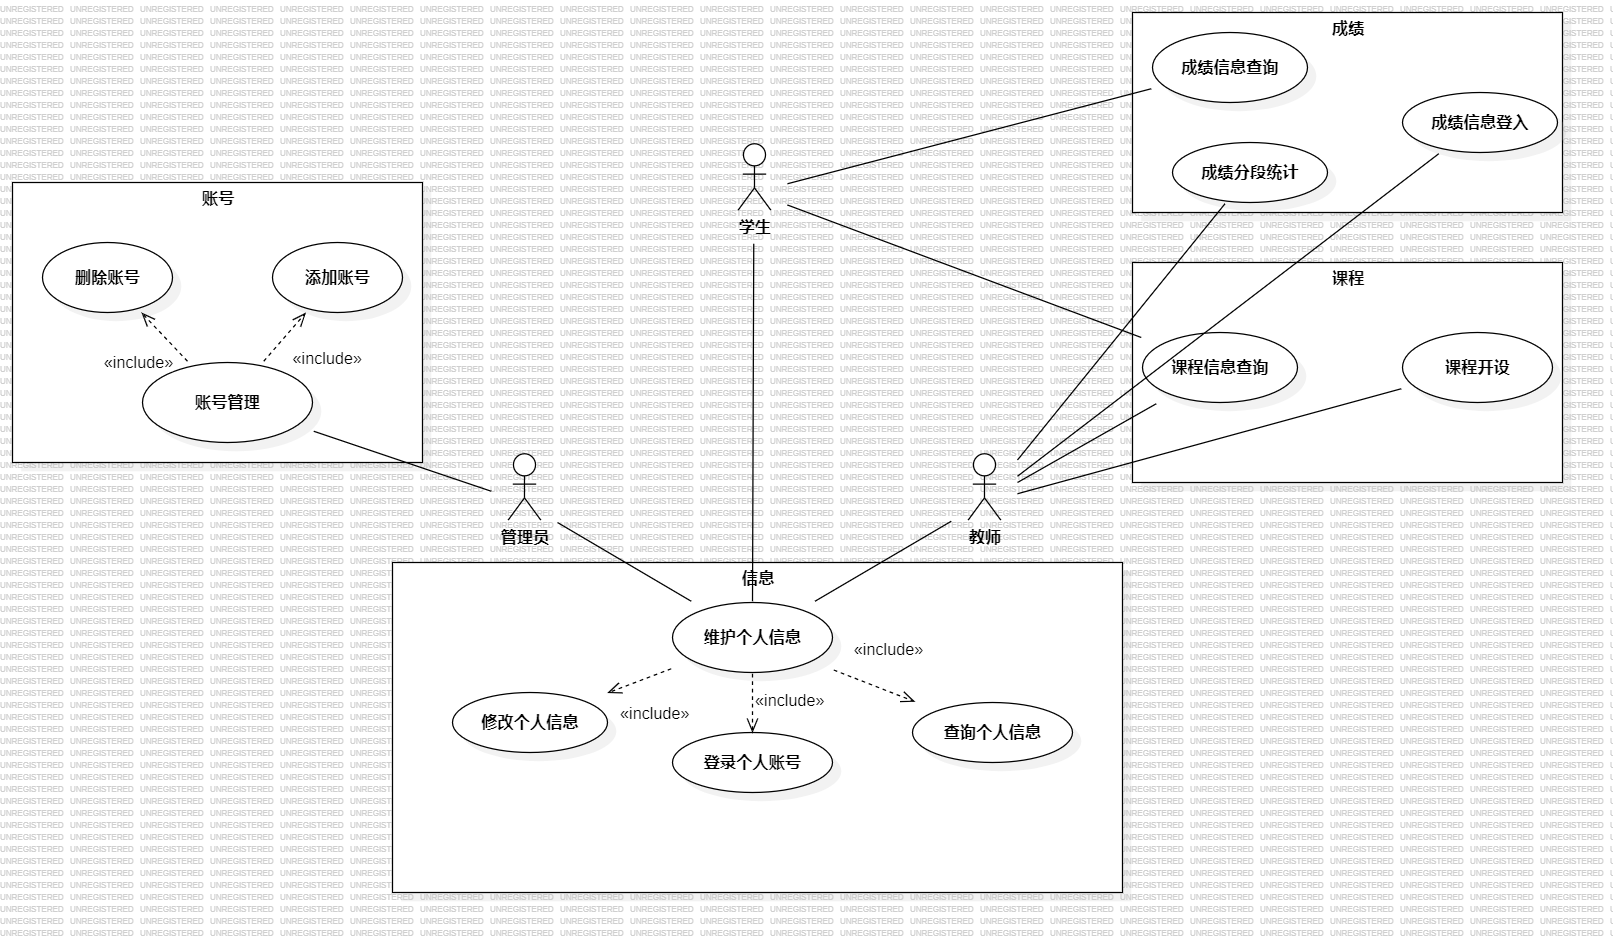 成绩
成绩信息查询
成绩信息登入
成绩分段统计
学生
账号
删除账号
添加账号
«include»
«include»
账号管理
课程
课程信息查询
课程开设
管理员
教师
信息
维护个人信息
«include»
«include»
«include»
修改个人信息
登录个人账号
查询个人信息
UNREGISTERED